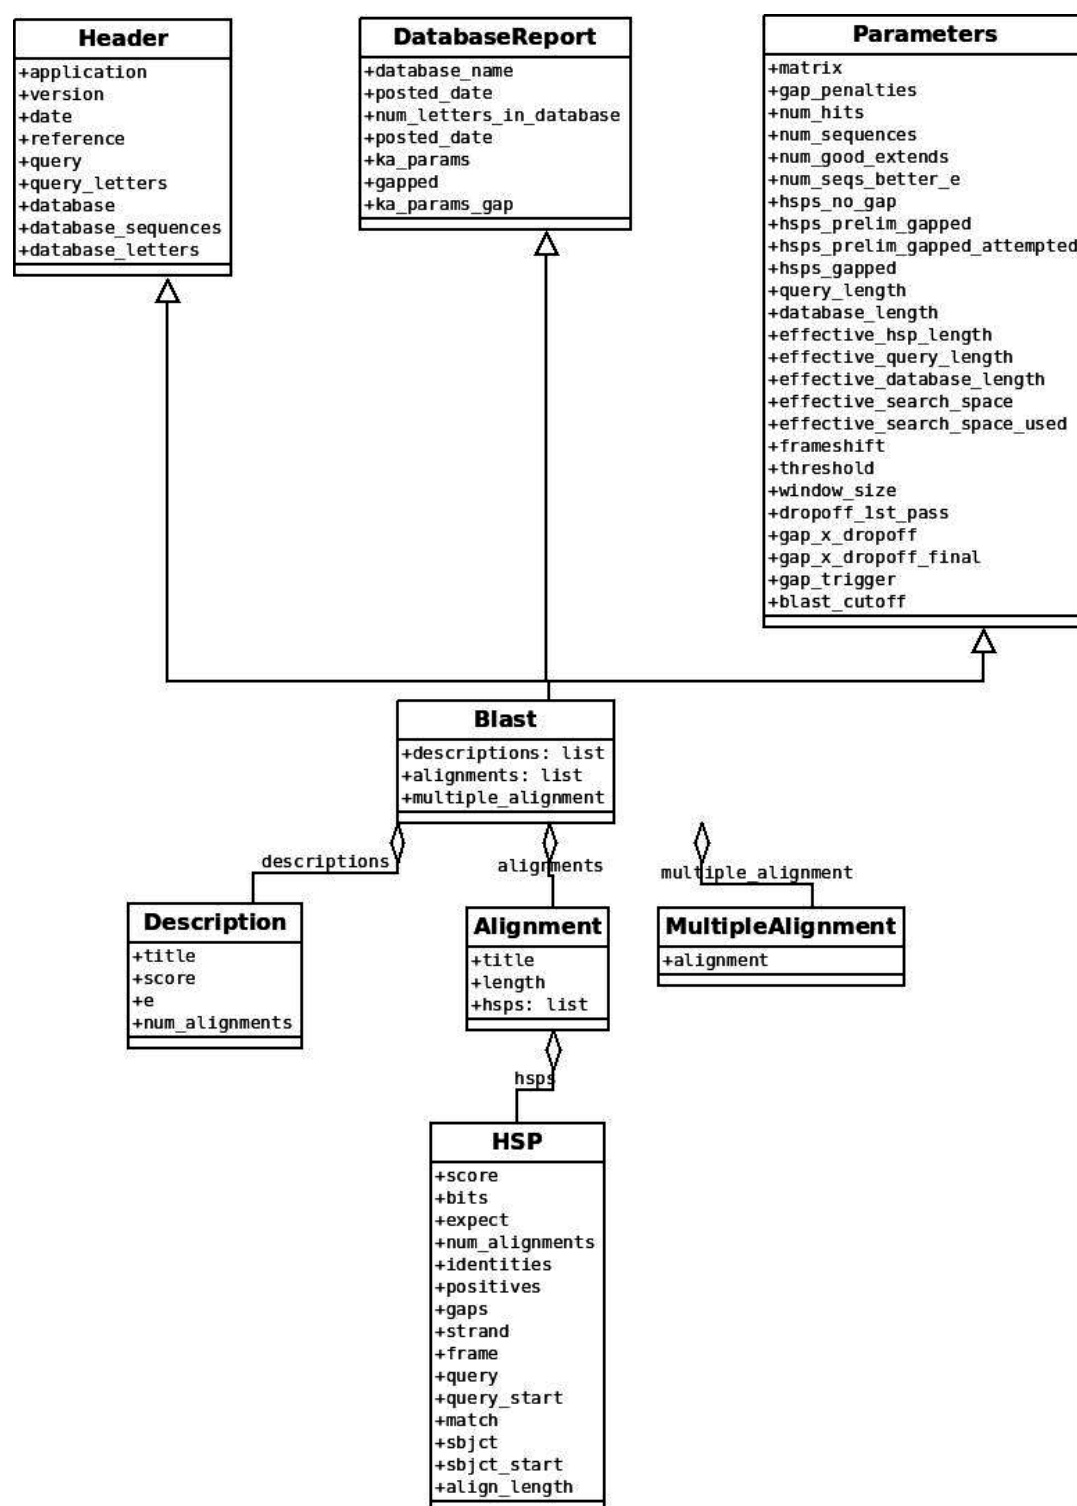 Header
+application
+version
+date
+reference
+query
+query_letters
+database
+database_sequences
+database_letters
DatabaseReport
+database_name
+posted_date
+num_letters_in_database
+posted_date
+ka_params
+gapped
+ka_params_gap
Parameters
+matrix
+gap_penalties
+num_hits
+num_sequences
+num_good_extends
+num_seqs_better_e
+hsps_no_gap
+hsps_prelim_gapped
+hsps_prelim_gapped_attempted
+hsps_gapped
+query_length
+database_length
+effective_hsp_length
+effective_query_length
+effective_database_length
+effective_search_space
+effective_search_space_used
+frameshift
+threshold
+window_size
+dropoff_1st_pass
+gap_x_dropoff
+gap_x_dropoff_final
+gap_trigger
+blast_cutoff
Blast
+descriptions: list
+alignments: list
+multiple_alignment
descriptions
alignments
multiple_alignment
Description
+title
+score
+e
+num_alignments
Alignment
+title
+length
+hsps: list
MultipleAlignment
+alignment
hsps
HSP
+score
+bits
+expect
+num_alignments
+identities
+positives
+gaps
+strand
+frame
+query
+query_start
+match
+sbjct
+sbjct_start
+align_length